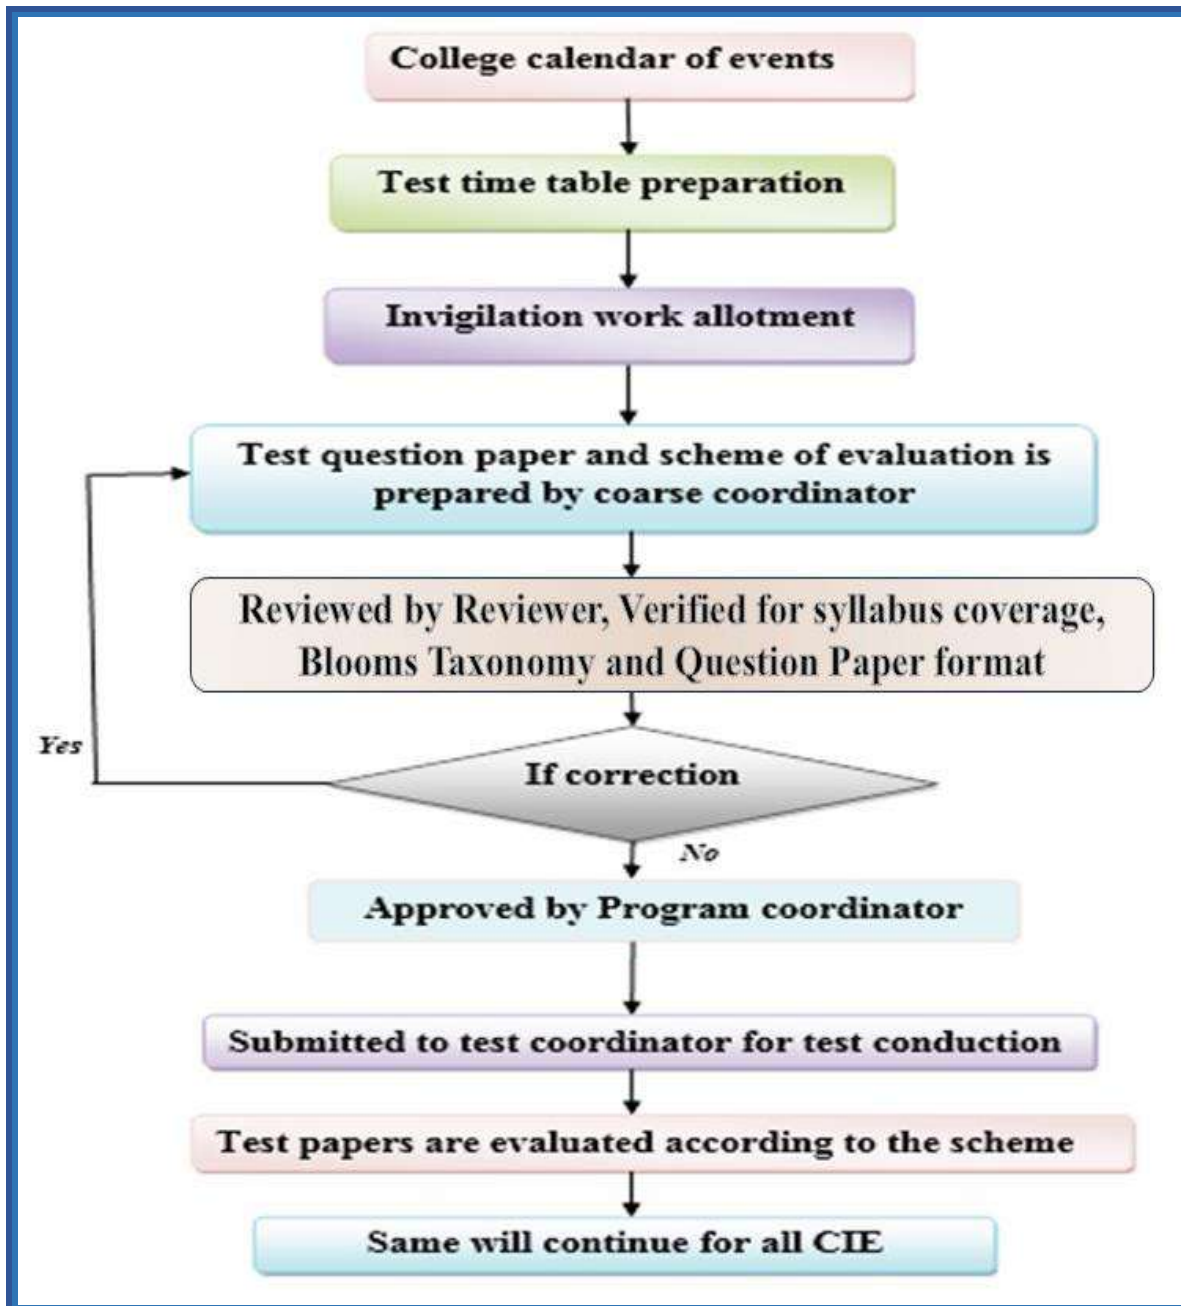 College calendar of events
Test time table preparation
Invigilation work allotment
Test question paper and scheme of evaluation is
prepared by coarse coordinator
Reviewed by Reviewer, Verified for syllabus coverage,
Blooms Taxonomy and Question Paper format
Yes
If correction
No
Approved by Program coordinator
Submitted to test coordinator for test conduction
Test papers are evaluated according to the scheme
Same will continue for all CIE